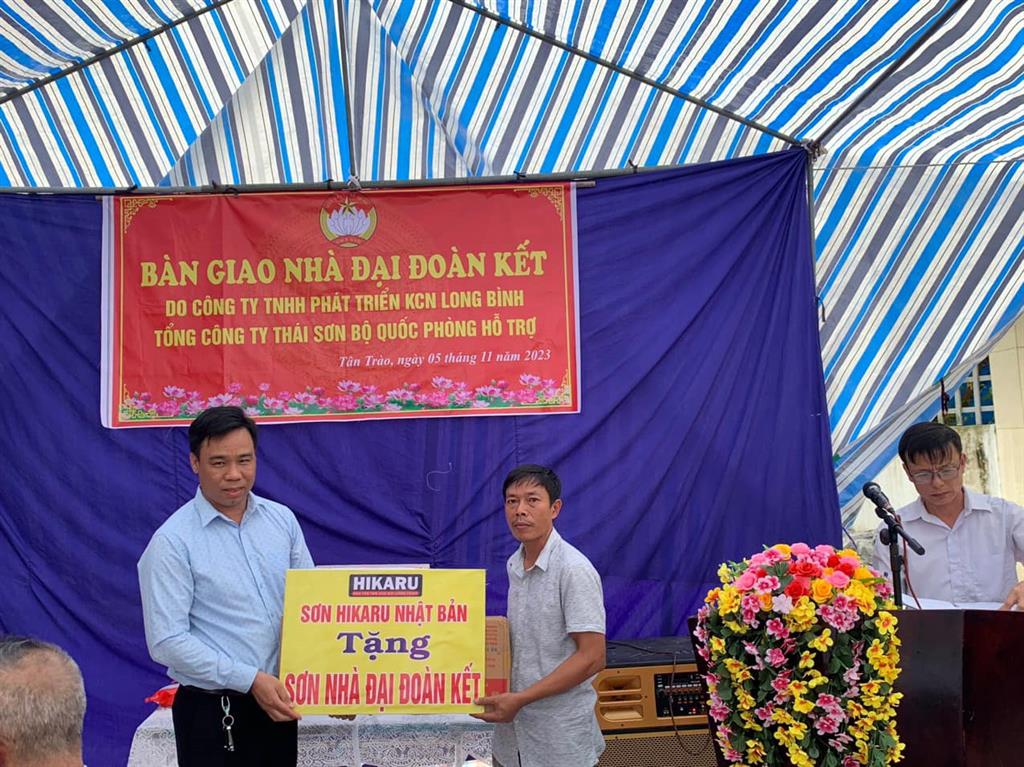 BÀN GIAO NHÀ ĐẠI ĐOÀN KẾT
DO CÔNG TY TNHH PHÁT TRIỂN KCN LONG BÌNH
TỔNG CÔNG TY THÁI SƠN BỘ QUỐC PHÒNG HỖ TRỢ
Tân Trào, ngày 05 tháng 11 năm 2023
HIKARU
SƠN HIKARU NHẬT BẢN
Tặng
SƠN NHÀ ĐẠI ĐOÀN KẾT